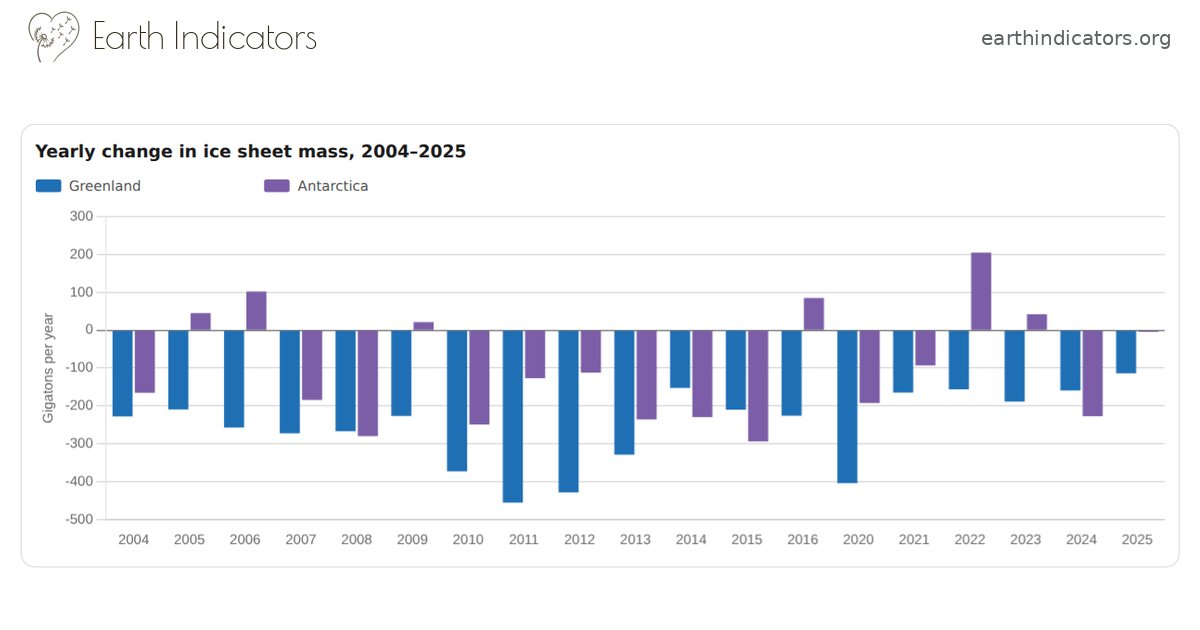 Earth Indicators
earthindicators.org
Yearly change in ice sheet mass, 2004–2025
Greenland Antarctica
Gigatons per year
300
200
100
0
-100
-200
-300
-400
-500
2004 2005 2006 2007 2008 2009 2010 2011 2012 2013 2014 2015 2016 2020 2021 2022 2023 2024 2025